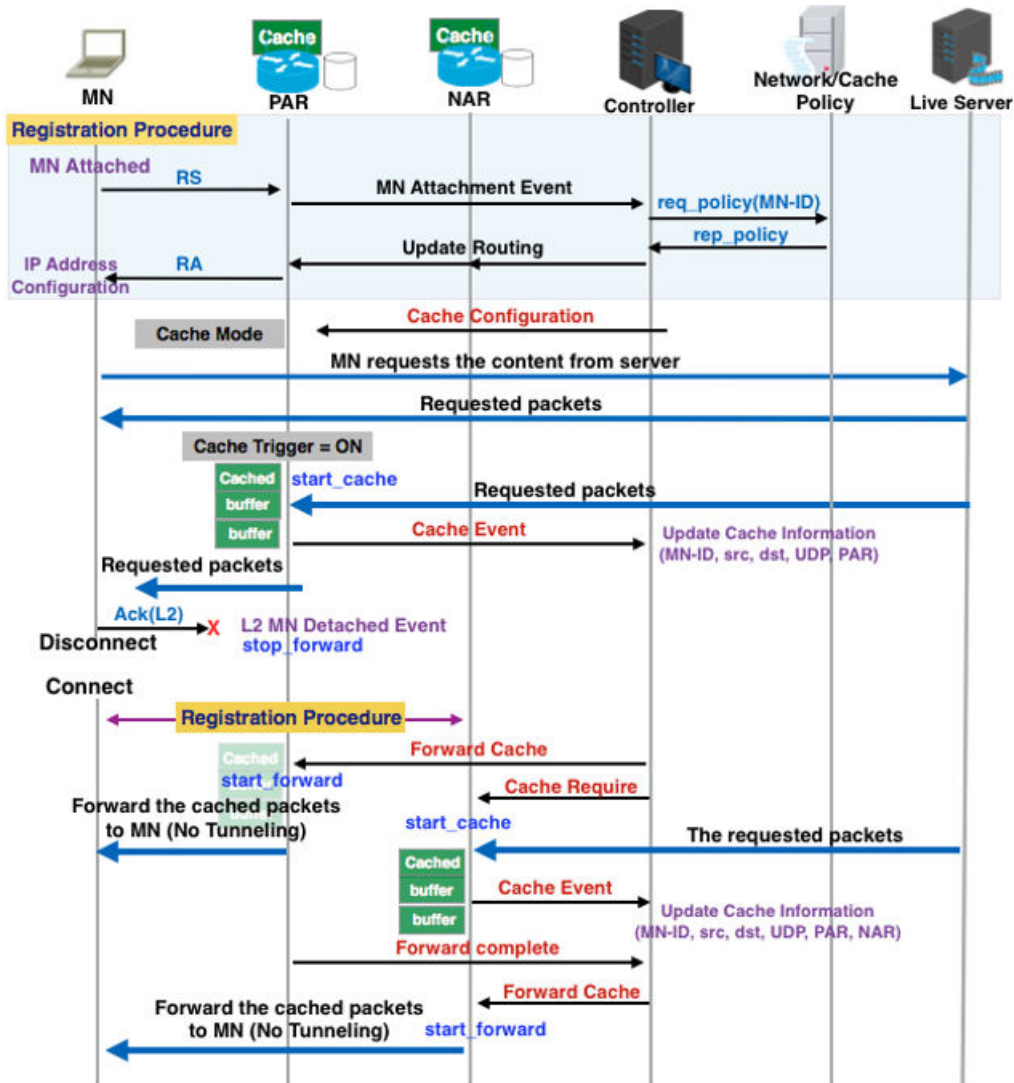 Cache
Cache
MN
PAR
NAR
Controller
Network/Cache
Policy
Live Server
Registration Procedure
MN Attached
RS
MN Attachment Event
req_policy(MN-ID)
rep_policy
Update Routing
IP Address
Configuration
RA
Cache Configuration
Cache Mode
MN requests the content from server
Requested packets
Cache Trigger = ON
Cached
buffer
buffer
start_cache
Requested packets
Cache Event
Update Cache Information
(MN-ID, src, dst, UDP, PAR)
Requested packets
Ack(L2)
X
L2 MN Detached Event
Disconnect
stop_forward
Connect
Registration Procedure
Forward Cache
Cached
start_forward
buffer
Cache Require
Forward the cached packets
to MN (No Tunneling)
start_cache
The requested packets
Cached
buffer
buffer
Cache Event
Update Cache Information
(MN-ID, src, dst, UDP, PAR, NAR)
Forward complete
Forward Cache
Forward the cached packets
to MN (No Tunneling)
start_forward